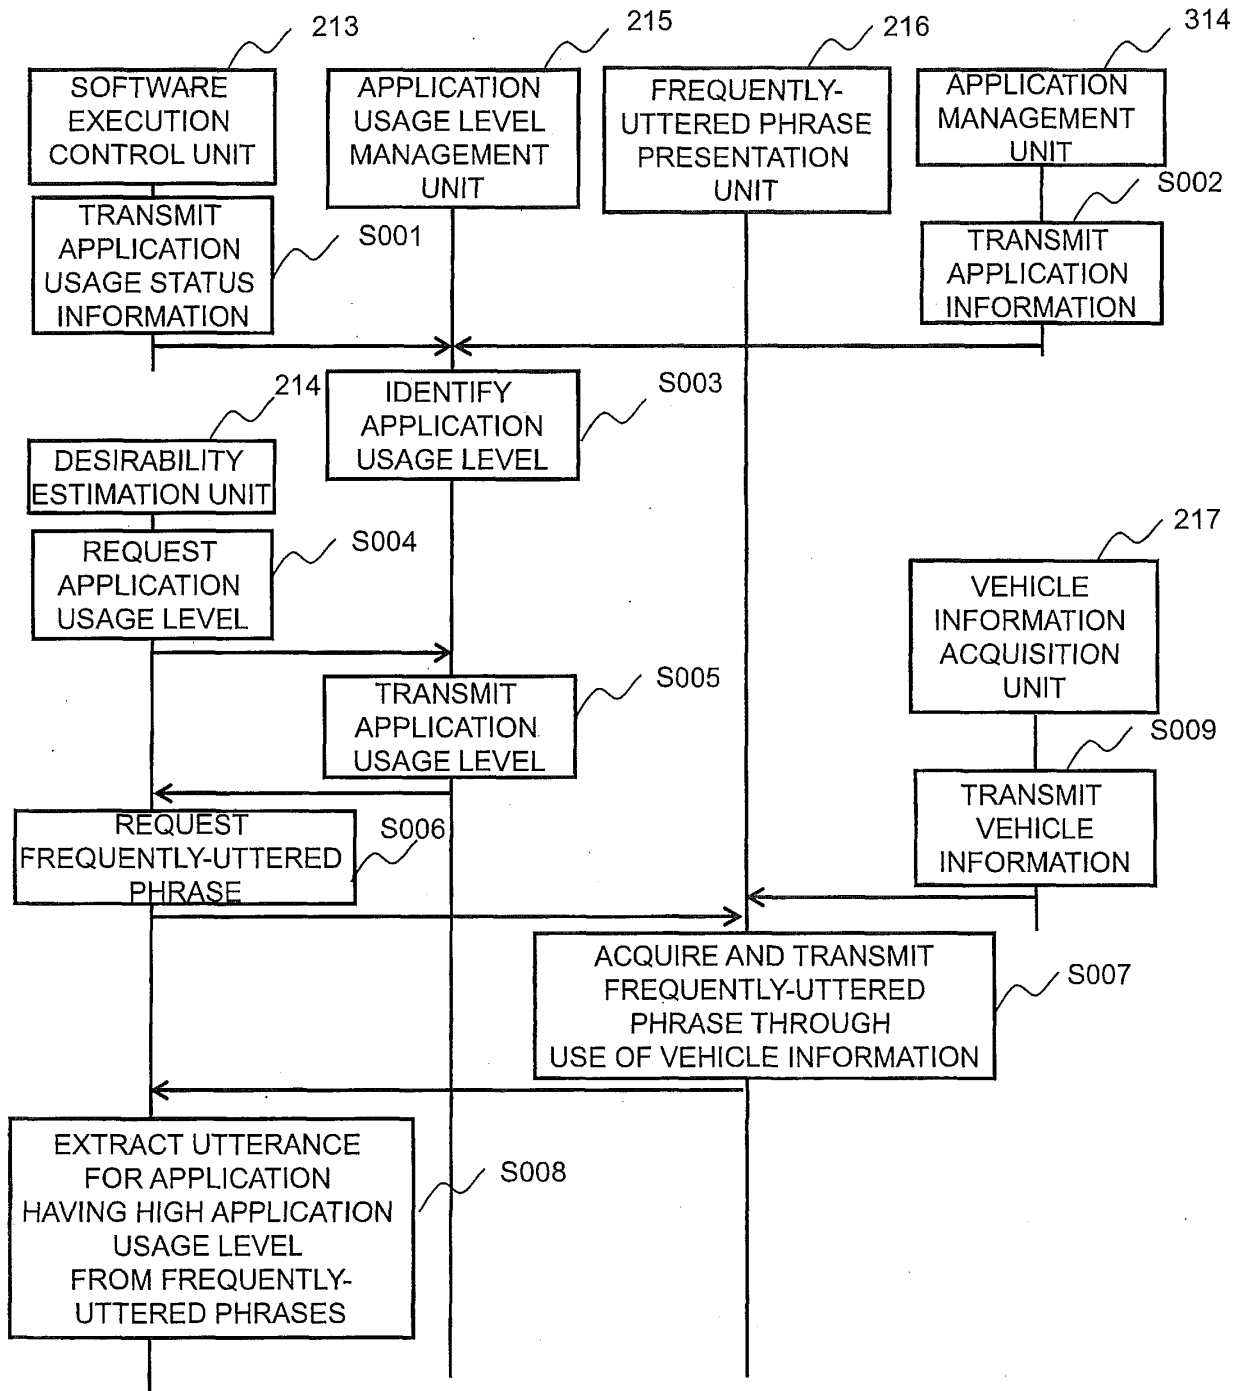 213
215
216
314
SOFTWARE
EXECUTION
CONTROL UNIT
APPLICATION
USAGE LEVEL
MANAGEMENT
UNIT
FREQUENTLY-
UTTERED PHRASE
PRESENTATION
UNIT
APPLICATION
MANAGEMENT
UNIT
TRANSMIT
APPLICATION
USAGE STATUS
INFORMATION
S001
S002
TRANSMIT
APPLICATION
INFORMATION
IDENTIFY
APPLICATION
USAGE LEVEL
S003
214
DESIRABILITY
ESTIMATION UNIT
REQUEST
APPLICATION
USAGE LEVEL
S004
217
VEHICLE
INFORMATION
ACQUISITION
UNIT
TRANSMIT
APPLICATION
USAGE LEVEL
S005
S009
TRANSMIT
VEHICLE
INFORMATION
REQUEST
FREQUENTLY-UTTERED
PHRASE
S006
ACQUIRE AND TRANSMIT
FREQUENTLY-UTTERED
PHRASE THROUGH
USE OF VEHICLE INFORMATION
S007
EXTRACT UTTERANCE
FOR APPLICATION
HAVING HIGH APPLICATION
USAGE LEVEL
FROM FREQUENTLY-
UTTERED PHRASES
S008